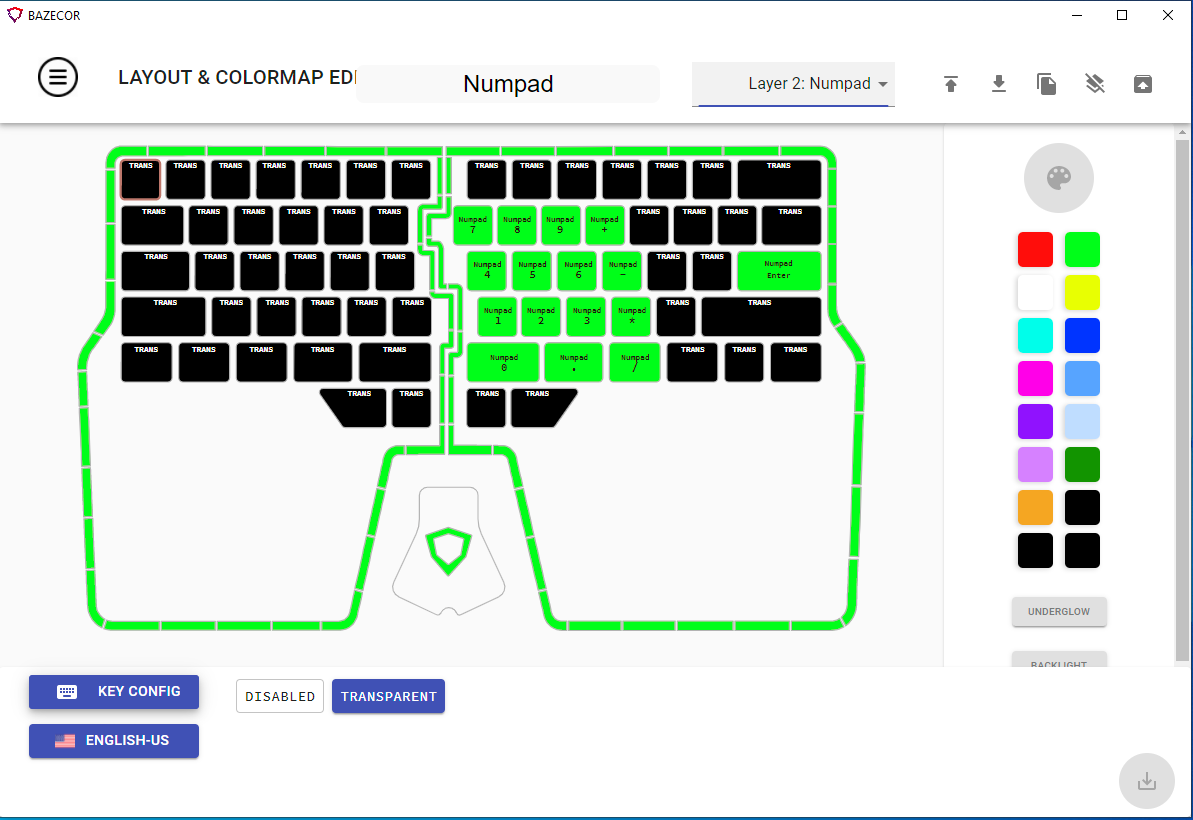 BAZECOR
LAYOUT & COLORMAP EDI
Numpad
Layer 2: Numpad
TRANS TRANS TRANS TRANS TRANS TRANS TRANS TRANS TRANS TRANS TRANS TRANS TRANS TRANS
TRANS TRANS TRANS TRANS TRANS TRANS Numpad 7 Numpad 8 Numpad 9 Numpad + TRANS TRANS TRANS TRANS
TRANS TRANS TRANS TRANS TRANS TRANS Numpad 4 Numpad 5 Numpad 6 Numpad - TRANS TRANS Numpad Enter
TRANS TRANS TRANS TRANS TRANS TRANS Numpad 1 Numpad 2 Numpad 3 Numpad * TRANS TRANS
TRANS TRANS TRANS TRANS TRANS Numpad 0 Numpad . Numpad / TRANS TRANS TRANS
TRANS TRANS TRANS TRANS
UNDERGLOW
BACKLIGHT
KEY CONFIG
DISABLED
TRANSPARENT
ENGLISH-US